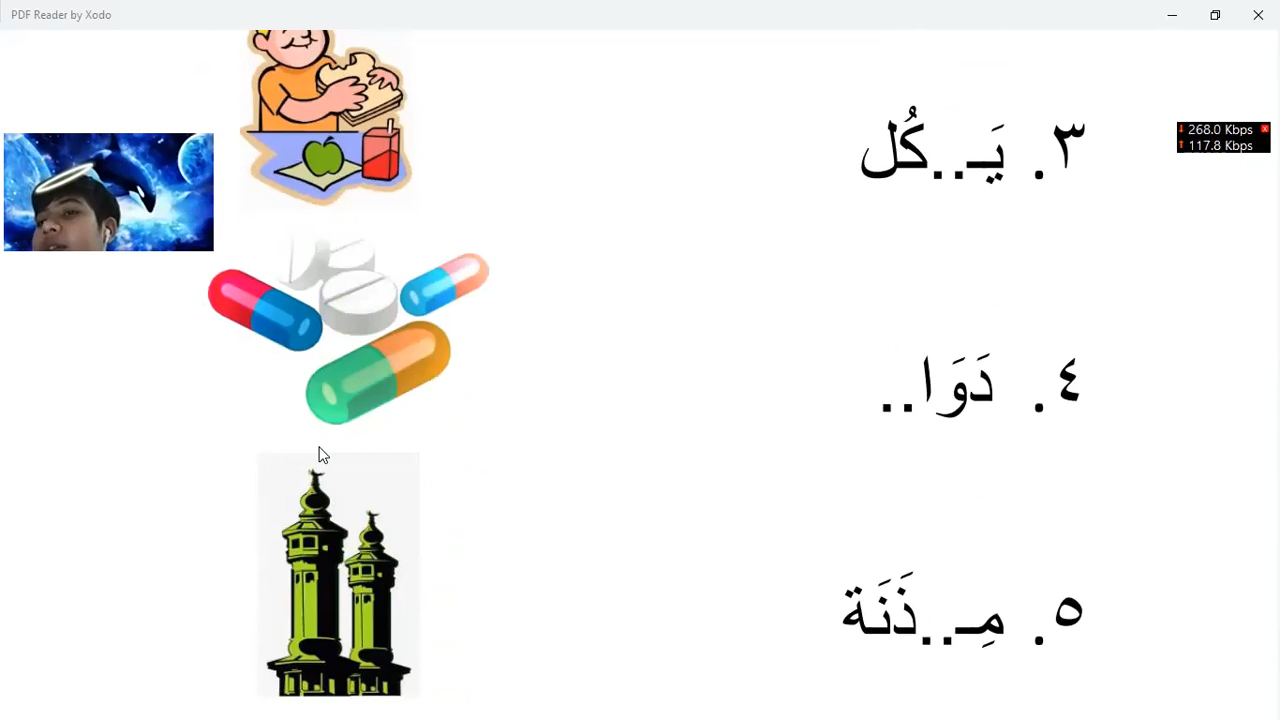 PDF Reader by Xodo
٣. يَـ..كُل
268.0 Kbps
117.8 Kbps
٤. دَوَا..
٥. مِـ..ذَنَة